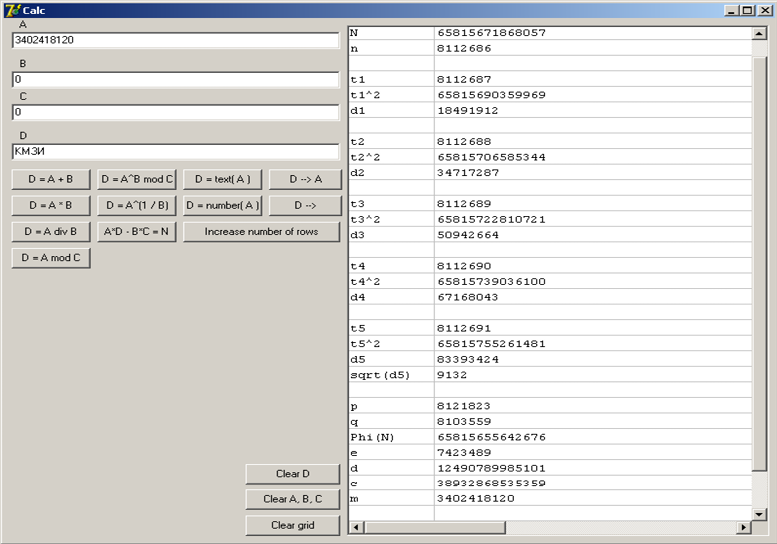 Calc
A
3402418120
B
0
C
0
D
КМЗИ
D = A + B
D = A^B mod C
D = text( A )
D --> A
D = A * B
D = A^(1 / B)
D = number( A )
D -->
D = A div B
A*D - B*C = N
Increase number of rows
D = A mod C
Clear D
Clear A, B, C
Clear grid
N 65815671868057
n 8112686
t1 8112687
t1^2 65815690359969
d1 18491912
t2 8112688
t2^2 65815706585344
d2 34717287
t3 8112689
t3^2 65815722810721
d3 50942664
t4 8112690
t4^2 65815739036100
d4 67168043
t5 8112691
t5^2 65815755261481
d5 83393424
sqrt(d5) 9132
p 8121823
q 8103559
Phi(N) 65815655642676
e 7423489
d 12490789985101
c 38932868535359
m 3402418120